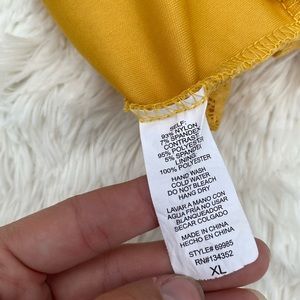 SELF:
93% NYLON
7% SPANDEX
CONTRAST:
95% POLYESTER
5% SPANDEX
LINING:
100% POLYESTER
HAND WASH
COLD WATER
DO NOT BLEACH
HANG DRY
LAVAR A MANO CON
AGUA FRIA NO USAR
BLANQUEADOR
SECAR COLGADO
MADE IN CHINA
HECHO EN CHINA
STYLE# 69985
RN#134352
XL